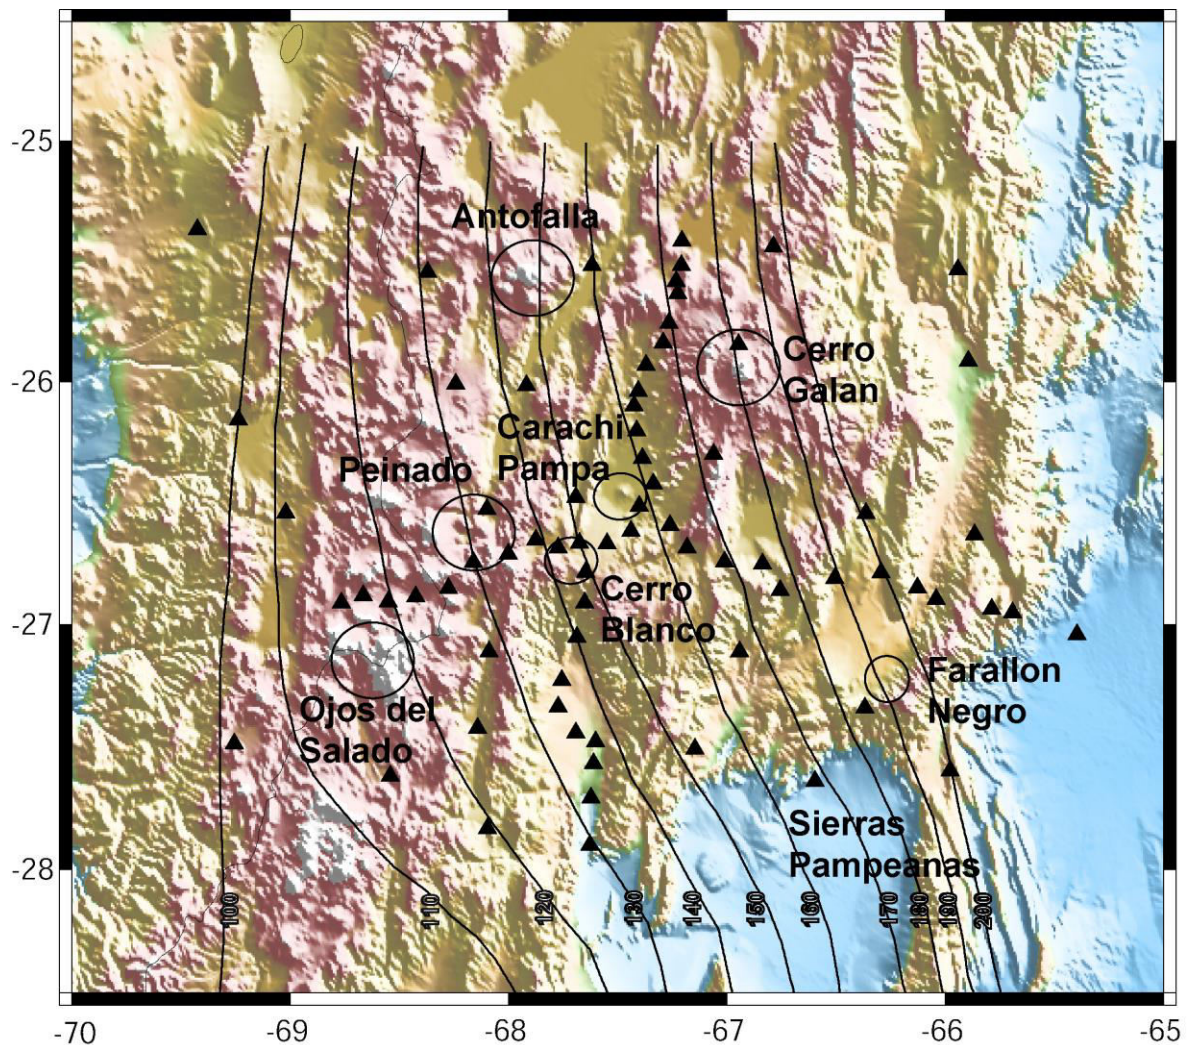 -25
Antofalla
Cerro
Galan
-26
Carachi
Pampa
Peinado
Cerro
Blanco
-27
Farallon
Negro
Ojos del
Salado
Sierras
Pampeanas
-28
100 110 120 130 140 150 160 170 180 190 200
-70 -69 -68 -67 -66 -65